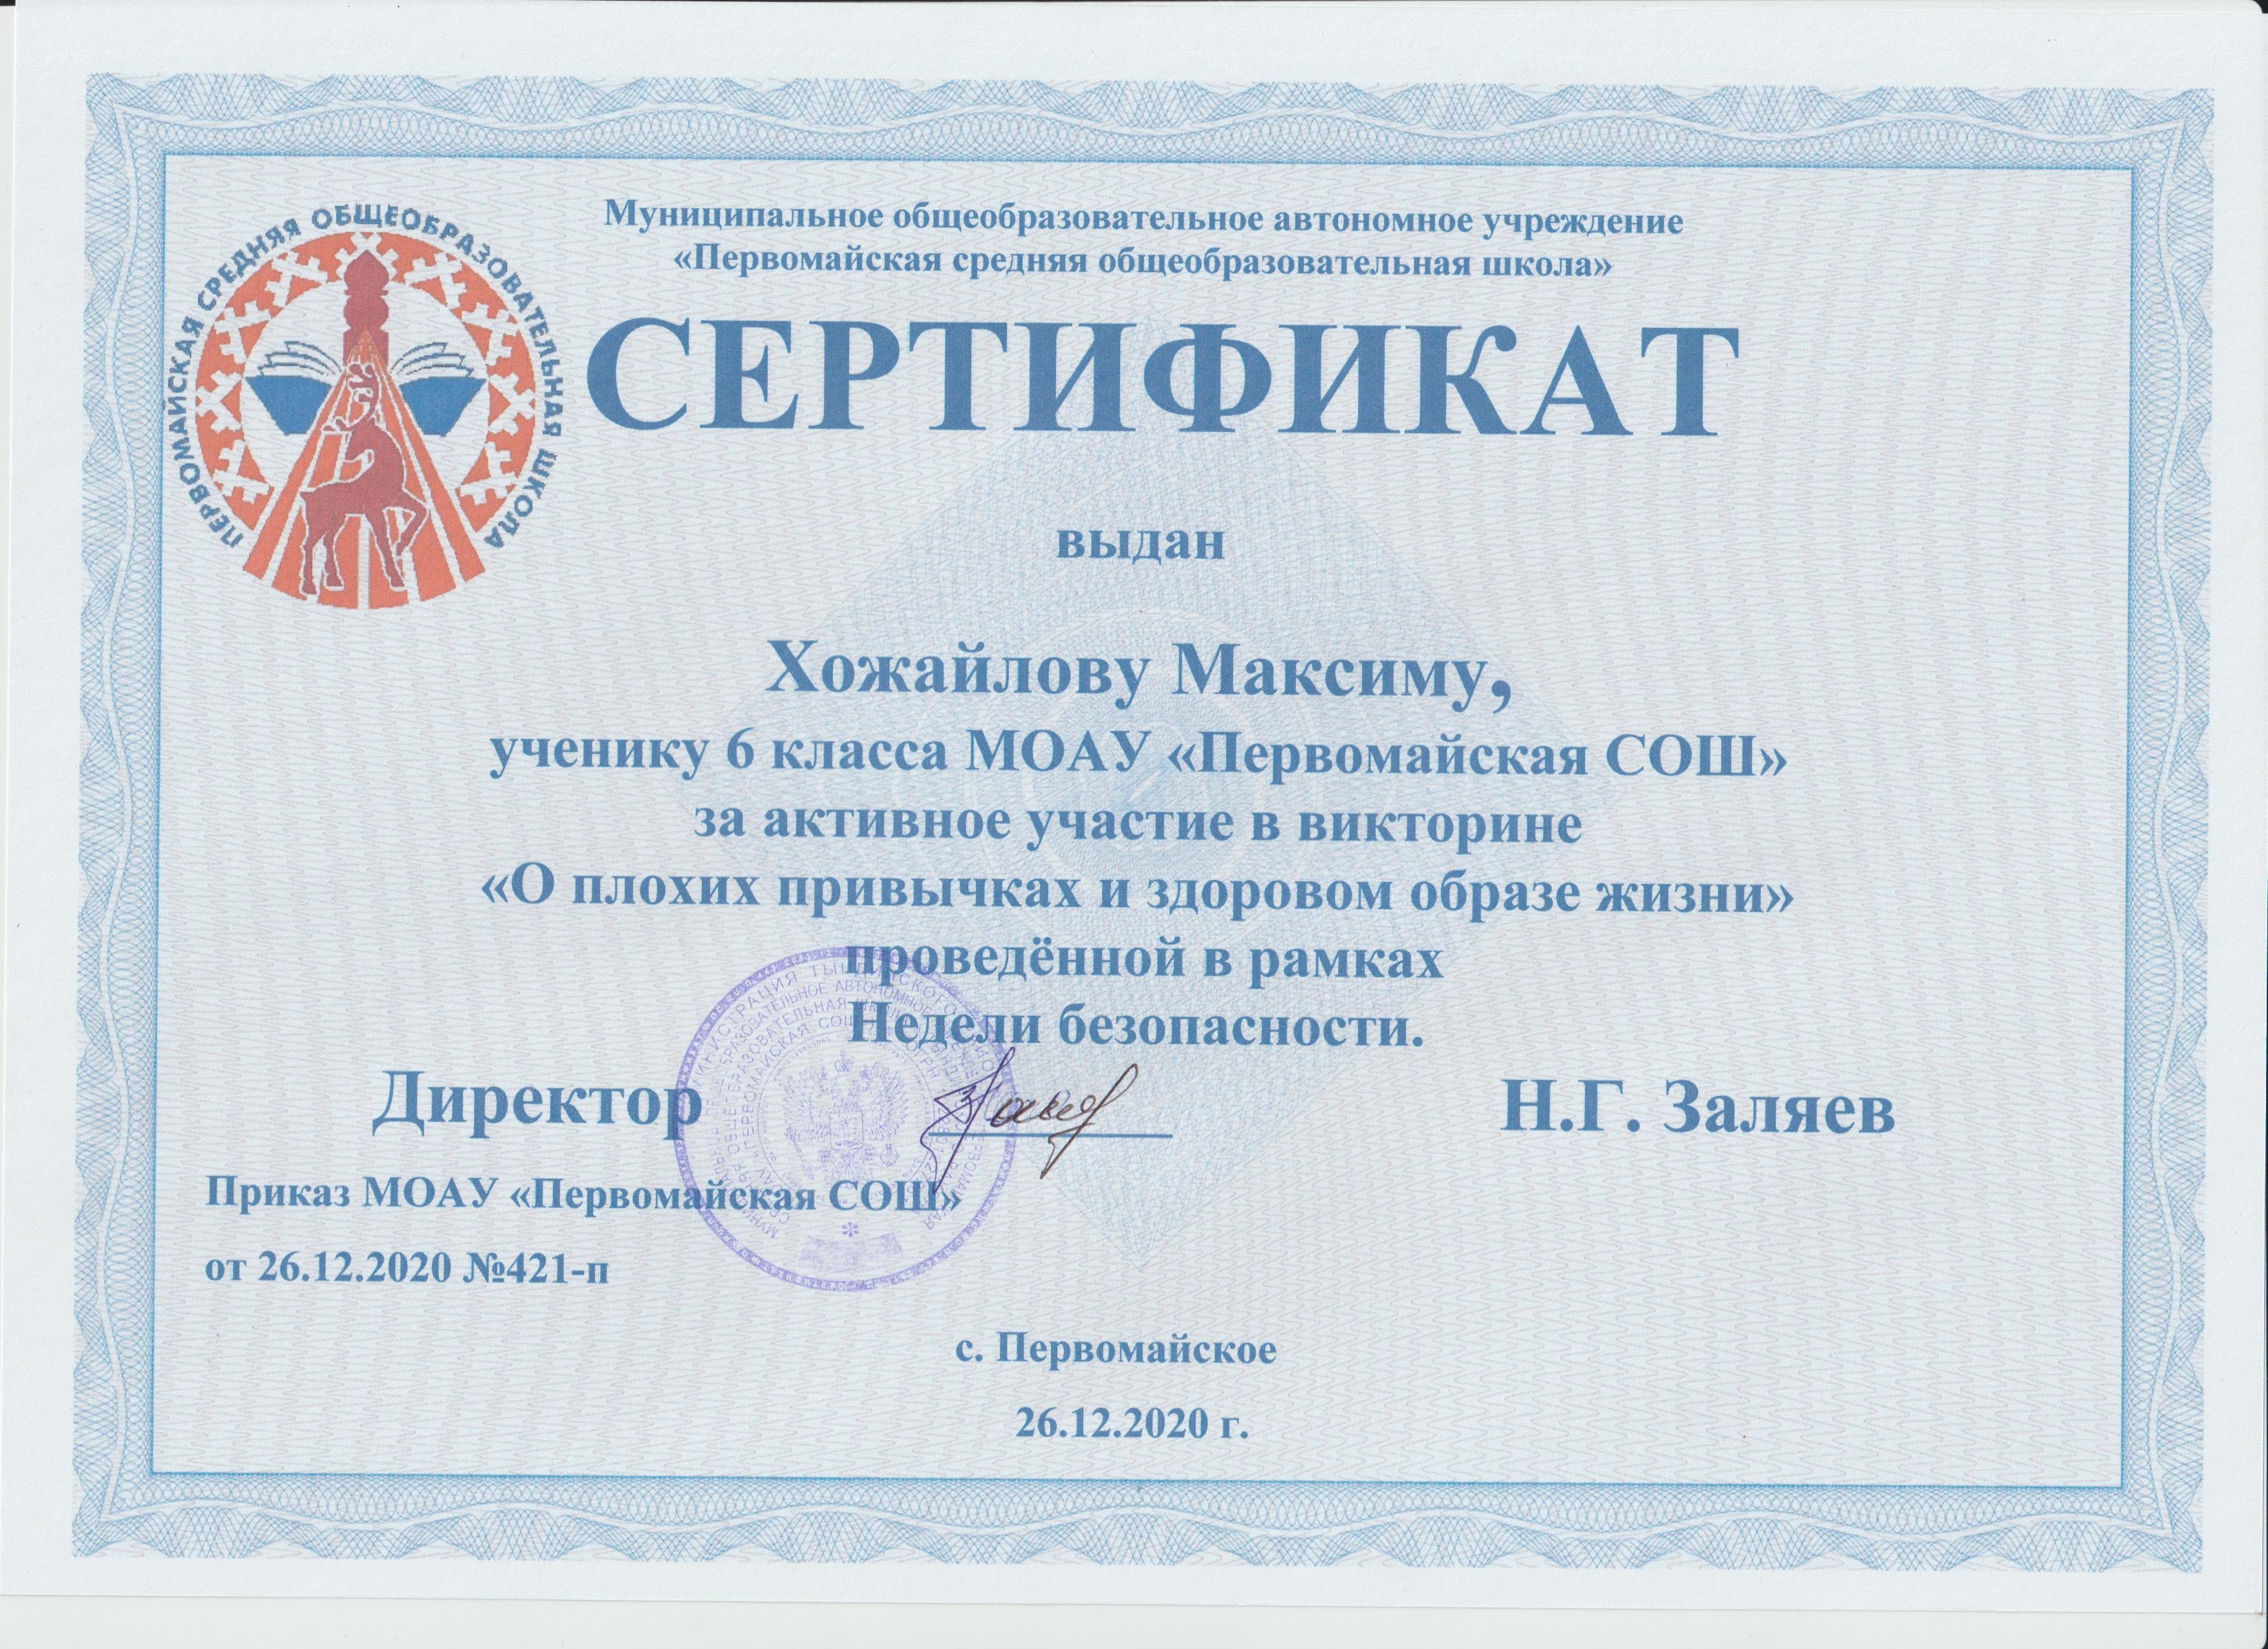 ПЕРВОМАЙСКАЯ СРЕДНЯЯ ОБЩЕОБРАЗОВАТЕЛЬНАЯ ШКОЛА
Муниципальное общеобразовательное автономное учреждение
«Первомайская средняя общеобразовательная школа»
СЕРТИФИКАТ
выдан
Хожайлову Максиму,
ученику 6 класса МОАУ «Первомайская СОШ»
за активное участие в викторине
«О плохих привычках и здоровом образе жизни»
проведённой в рамках
Недели безопасности.
Директор
Н.Г. Заляев
Приказ МОАУ «Первомайская СОШ»
от 26.12.2020 №421-п
с. Первомайское
26.12.2020 г.